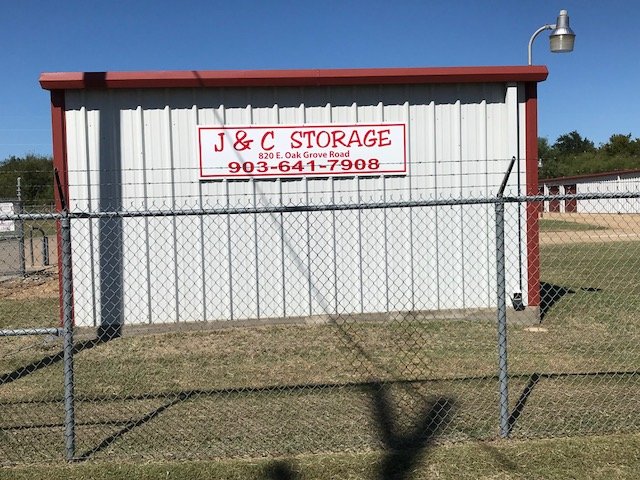 J & C STORAGE
820 E. Oak Grove Road
903-641-7908